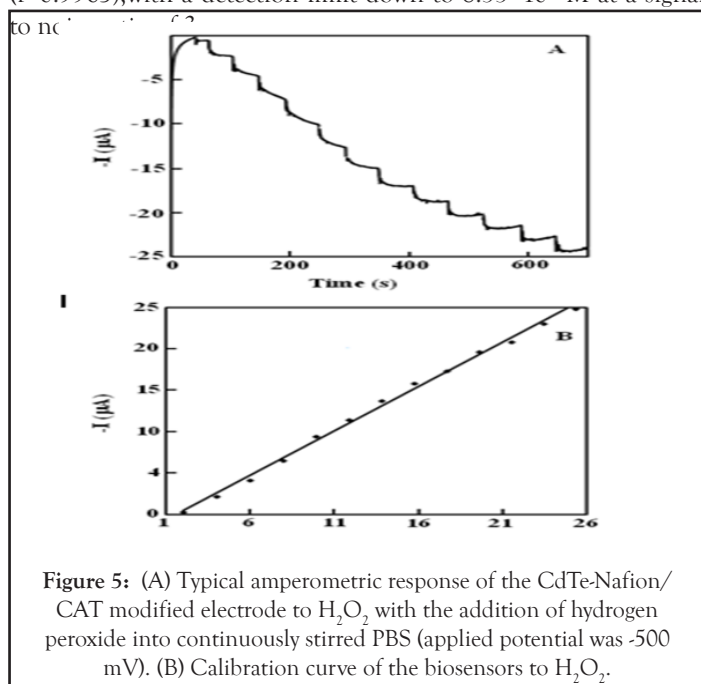 to
A
-5
-10
-15
-20
-25
-I (µA)
0 200 400 600
Time (s)
I
25
20
15
10
4
0
-I (µA)
B
1 6 11 16 21 26
Figure 5: (A) Typical amperometric response of the CdTe-Nafion/
CAT modified electrode to H₂O₂ with the addition of hydrogen
peroxide into continuously stirred PBS (applied potential was -500
mV). (B) Calibration curve of the biosensors to H₂O₂.